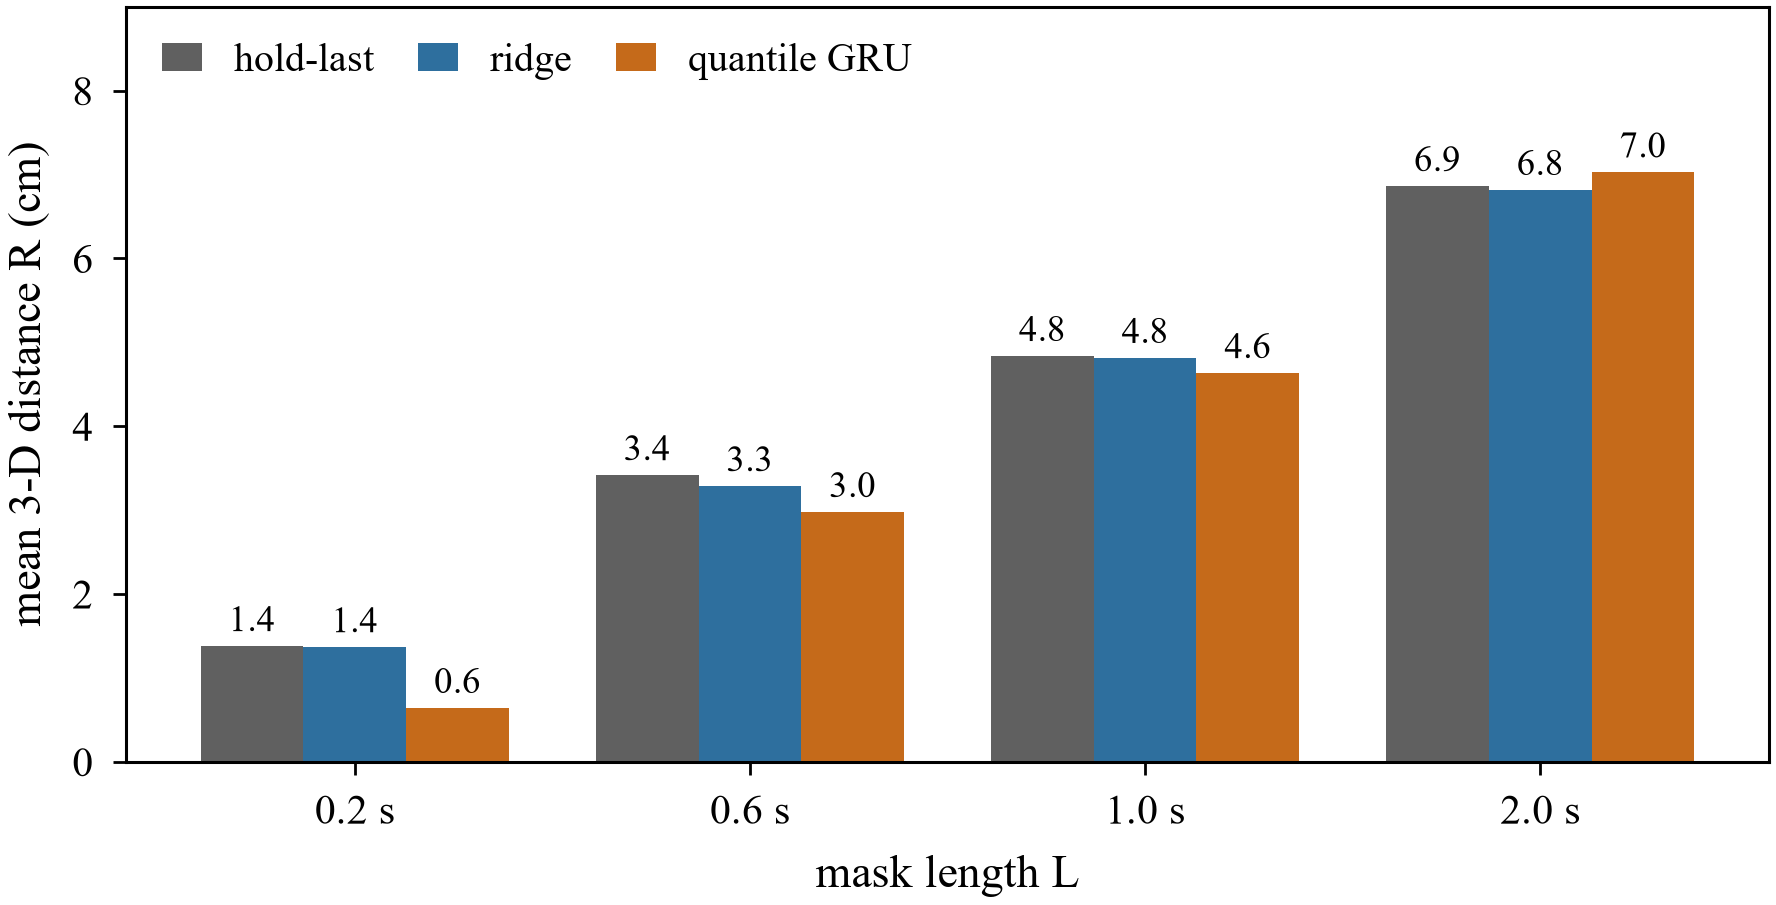 hold-last ridge quantile GRU
mean 3-D distance R (cm)
8
6
4
2
0
1.4 1.4 0.6
3.4 3.3 3.0
4.8 4.8 4.6
6.9 6.8 7.0
0.2 s 0.6 s 1.0 s 2.0 s
mask length L